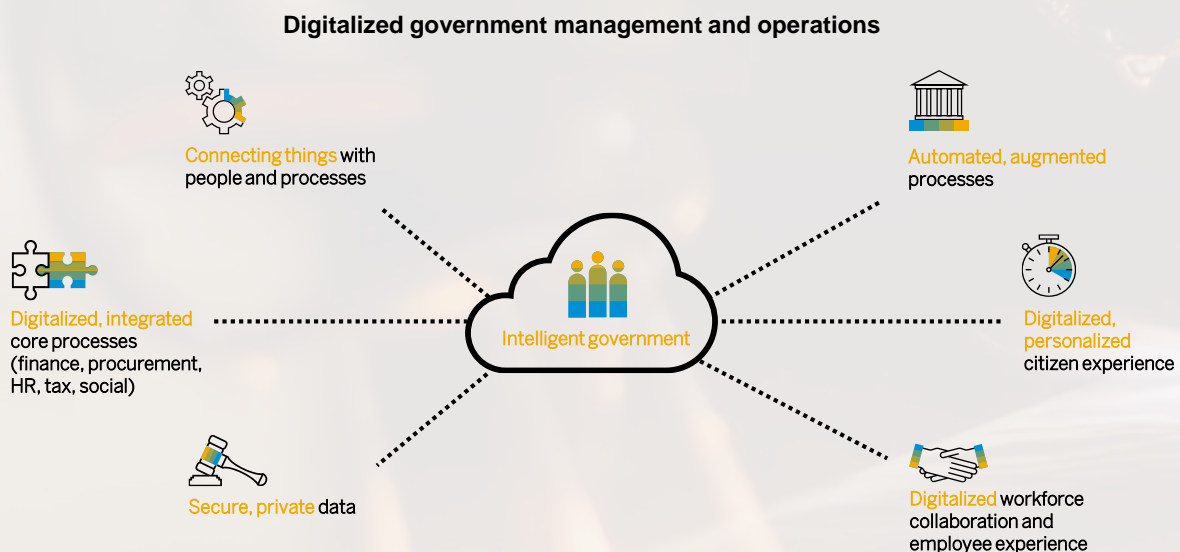 Digitalized government management and operations
Connecting things with
people and processes
Automated, augmented
processes
Digitalized, integrated
core processes
(finance, procurement,
HR, tax, social)
Intelligent government
Digitalized,
personalized
citizen experience
Secure, private data
Digitalized workforce
collaboration and
employee experience